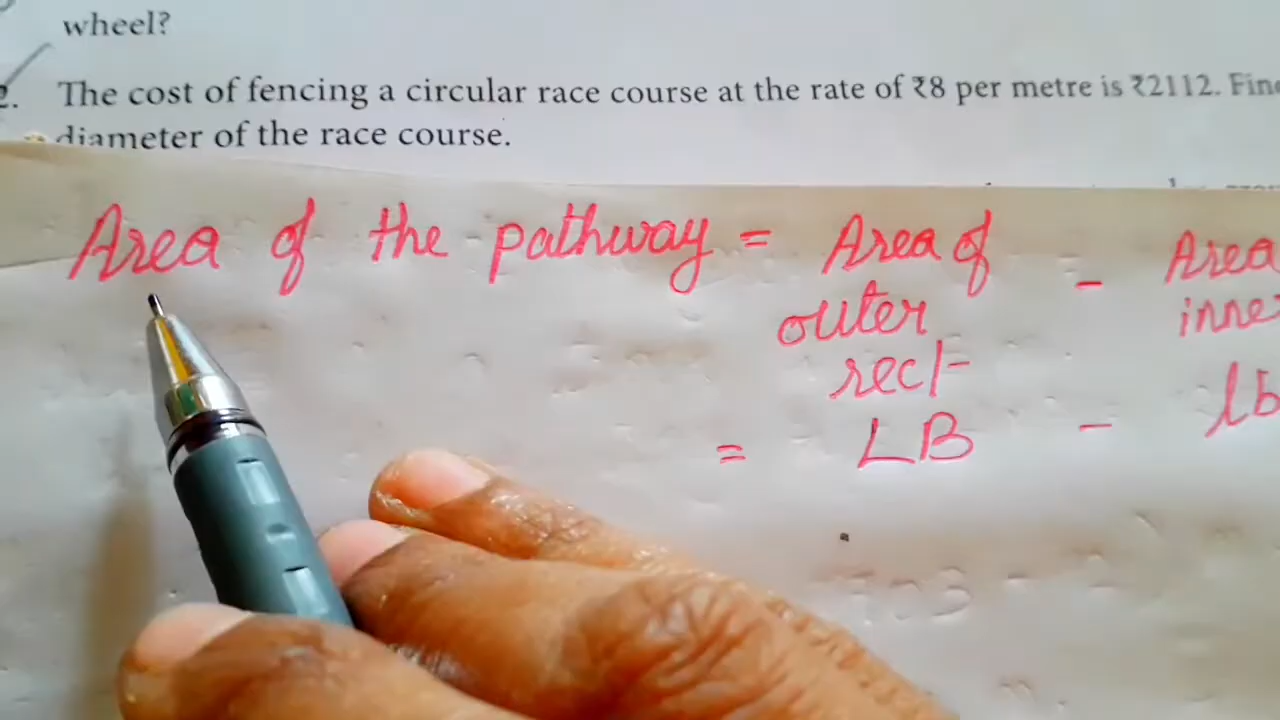 wheel?
2. The cost of fencing a circular race course at the rate of ₹8 per metre is ₹2112. Find
diameter of the race course.
Area of the pathway = Area of - Area
outer inner
rect
= LB - lb